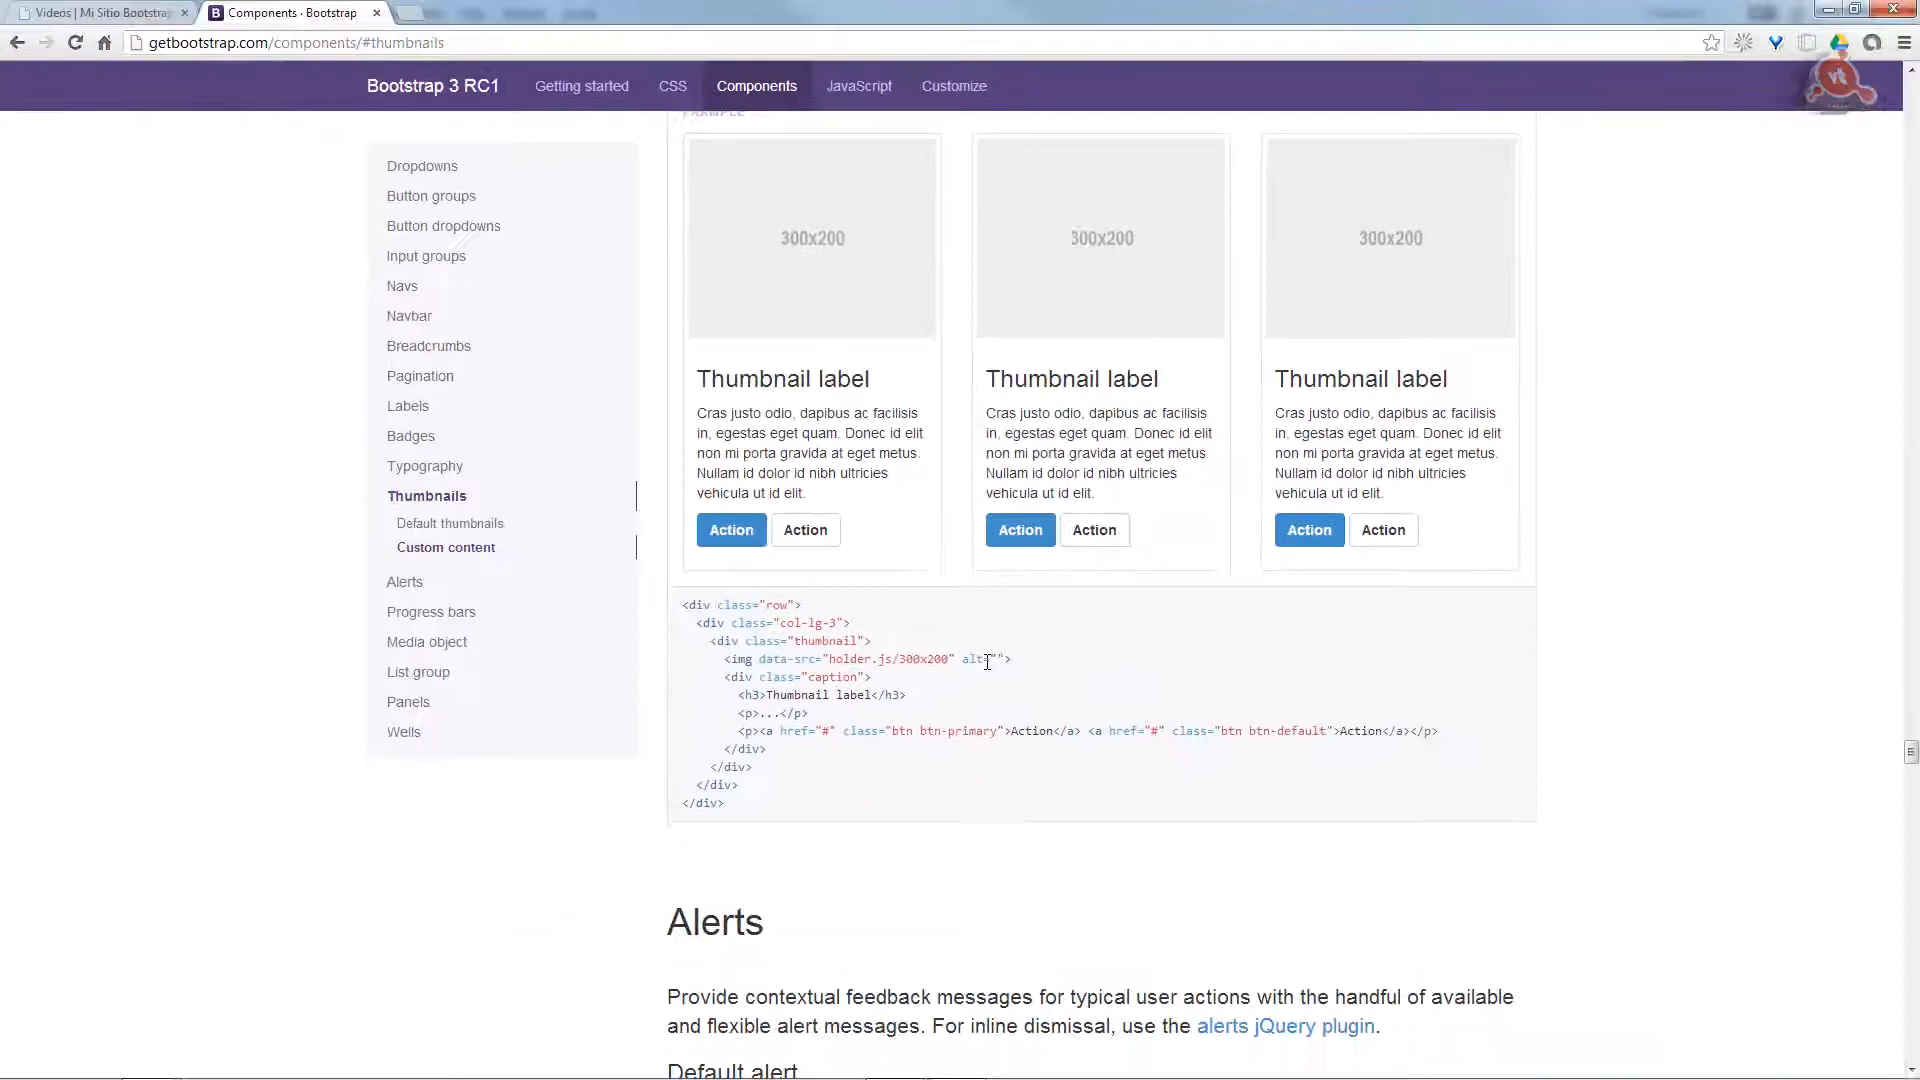 Videos | Mi Sitio Bootstra
Components · Bootstrap
getbootstrap.com/components/#thumbnails
Bootstrap 3 RC1
Getting started
CSS
Components
JavaScript
Customize
EXAMPLE
Dropdowns
Button groups
Button dropdowns
Input groups
Navs
Navbar
Breadcrumbs
Pagination
Labels
Badges
Typography
Thumbnails
Default thumbnails
Custom content
Alerts
Progress bars
Media object
List group
Panels
Wells
300x200
Thumbnail label
Cras justo odio, dapibus ac facilisis
in, egestas eget quam. Donec id elit
non mi porta gravida at eget metus.
Nullam id dolor id nibh ultricies
vehicula ut id elit.
Action Action
300x200
Thumbnail label
Cras justo odio, dapibus ac facilisis
in, egestas eget quam. Donec id elit
non mi porta gravida at eget metus.
Nullam id dolor id nibh ultricies
vehicula ut id elit.
Action Action
300x200
Thumbnail label
Cras justo odio, dapibus ac facilisis
in, egestas eget quam. Donec id elit
non mi porta gravida at eget metus.
Nullam id dolor id nibh ultricies
vehicula ut id elit.
Action Action
<div class="row">
<div class="col-lg-3">
<div class="thumbnail">
<img data-src="holder.js/300x200" alt="">
<div class="caption">
<h3>Thumbnail label</h3>
<p>...</p>
<p><a href="#" class="btn btn-primary">Action</a> <a href="#" class="btn btn-default">Action</a></p>
</div>
</div>
</div>
</div>
Alerts
Provide contextual feedback messages for typical user actions with the handful of available
and flexible alert messages. For inline dismissal, use the alerts jQuery plugin.
Default alert